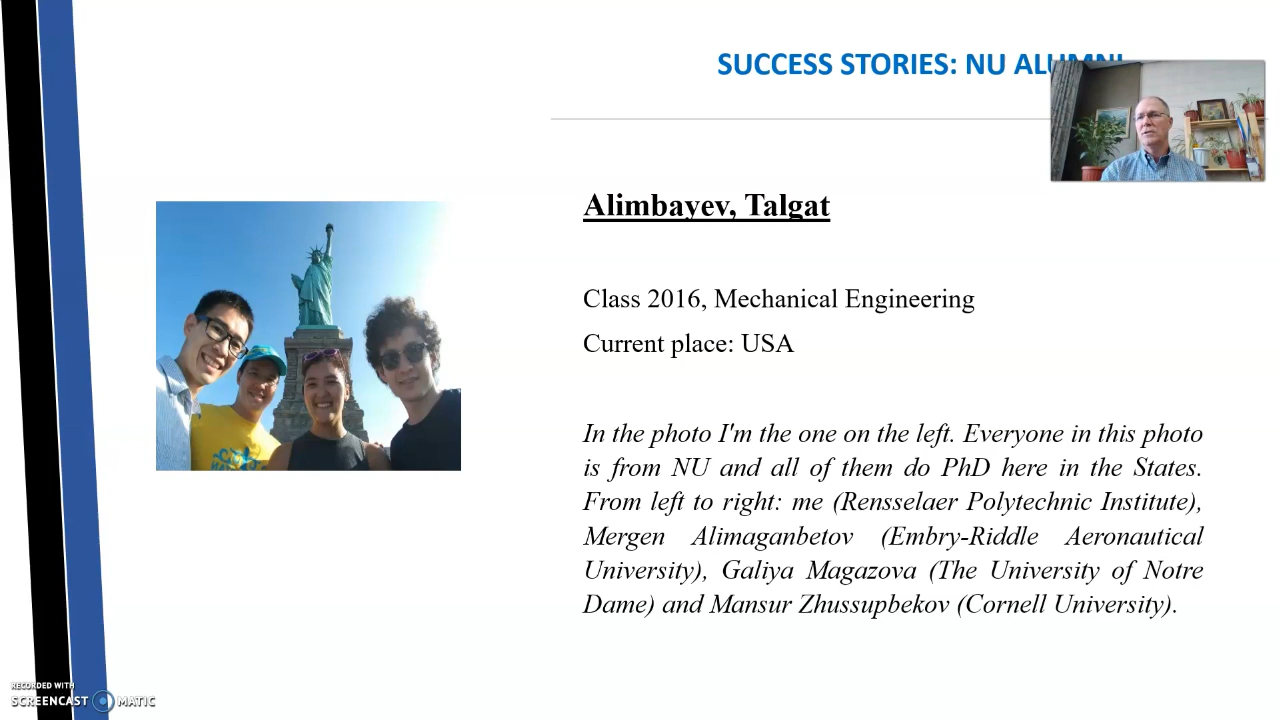 SUCCESS STORIES: NU ALUMNI
Alimbayev, Talgat
Class 2016, Mechanical Engineering
Current place: USA
In the photo I'm the one on the left. Everyone in this photo
is from NU and all of them do PhD here in the States.
From left to right: me (Rensselaer Polytechnic Institute),
Mergen Alimaganbetov (Embry-Riddle Aeronautical
University), Galiya Magazova (The University of Notre
Dame) and Mansur Zhussupbekov (Cornell University).
RECORDED WITH
SCREENCAST MATIC